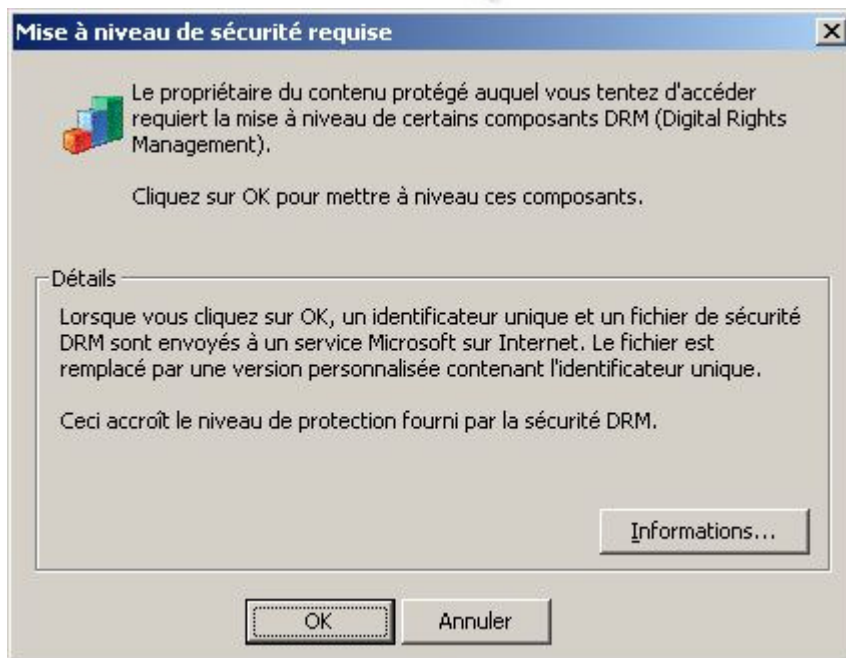 Mise à niveau de sécurité requise
Le propriétaire du contenu protégé auquel vous tentez d'accéder
requiert la mise à niveau de certains composants DRM (Digital Rights
Management).
Cliquez sur OK pour mettre à niveau ces composants.
Détails
Lorsque vous cliquez sur OK, un identificateur unique et un fichier de sécurité
DRM sont envoyés à un service Microsoft sur Internet. Le fichier est
remplacé par une version personnalisée contenant l'identificateur unique.
Ceci accroît le niveau de protection fourni par la sécurité DRM.
Informations...
OK
Annuler